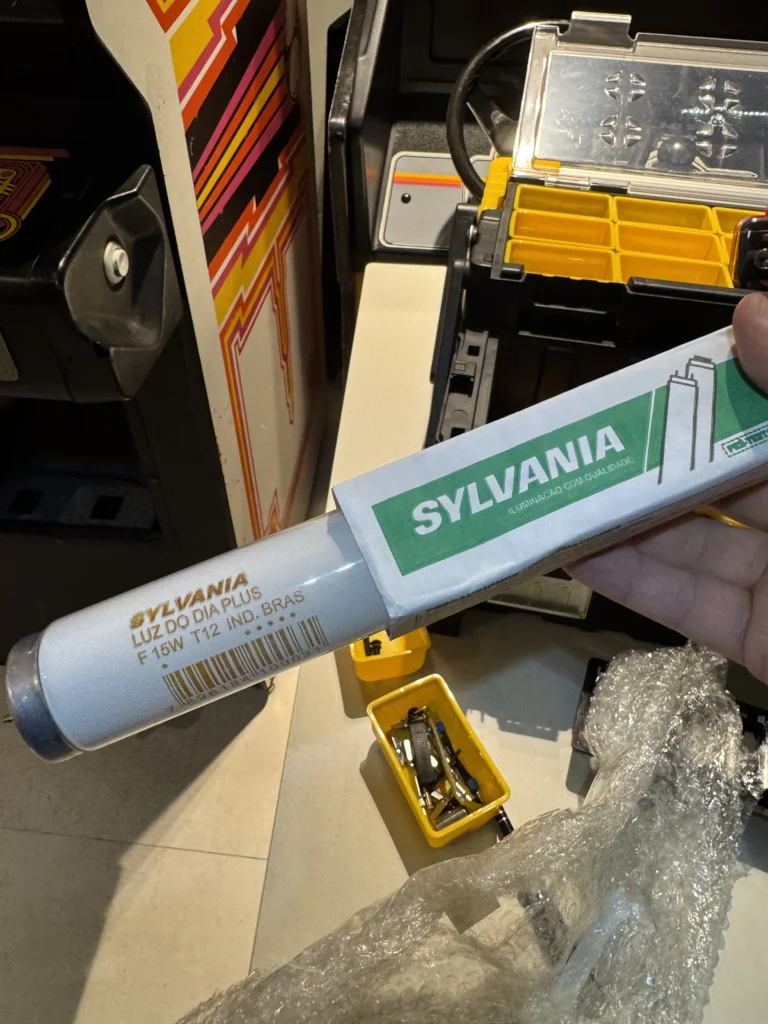 SYLVANIA
ILUMINAÇÃO COM QUALIDADE
SYLVANIA
LUZ DO DIA PLUS
F 15W T12 IND. BRAS